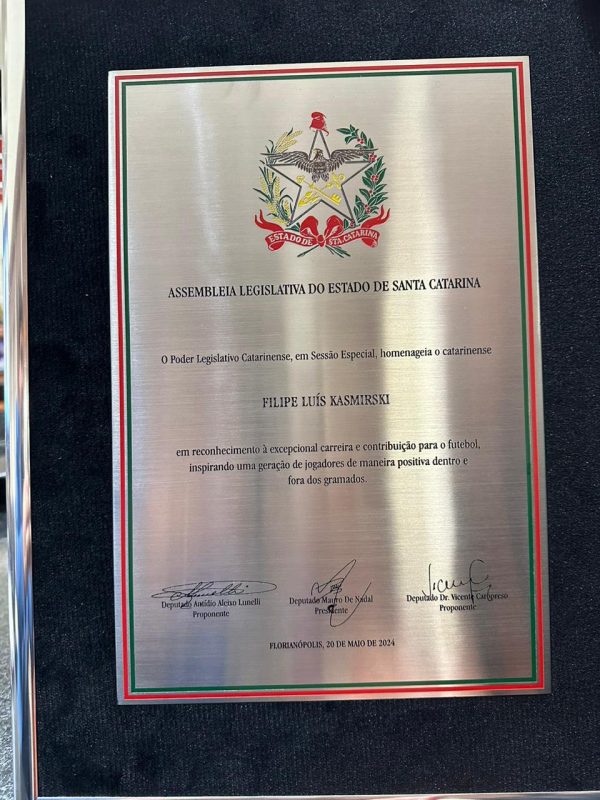 ESTADO DE STA. CATARINA
ASSEMBLEIA LEGISLATIVA DO ESTADO DE SANTA CATARINA
O Poder Legislativo Catarinense, em Sessão Especial, homenageia o catarinense
FILIPE LUÍS KASMIRSKI
em reconhecimento à excepcional carreira e contribuição para o futebol,
inspirando uma geração de jogadores de maneira positiva dentro e
fora dos gramados.
Deputado Antídio Aleixo Lunelli
Proponente
Deputado Mauro De Nadal
Presidente
Deputado Dr. Vicente Caropreso
Proponente
FLORIANÓPOLIS, 20 DE MAIO DE 2024